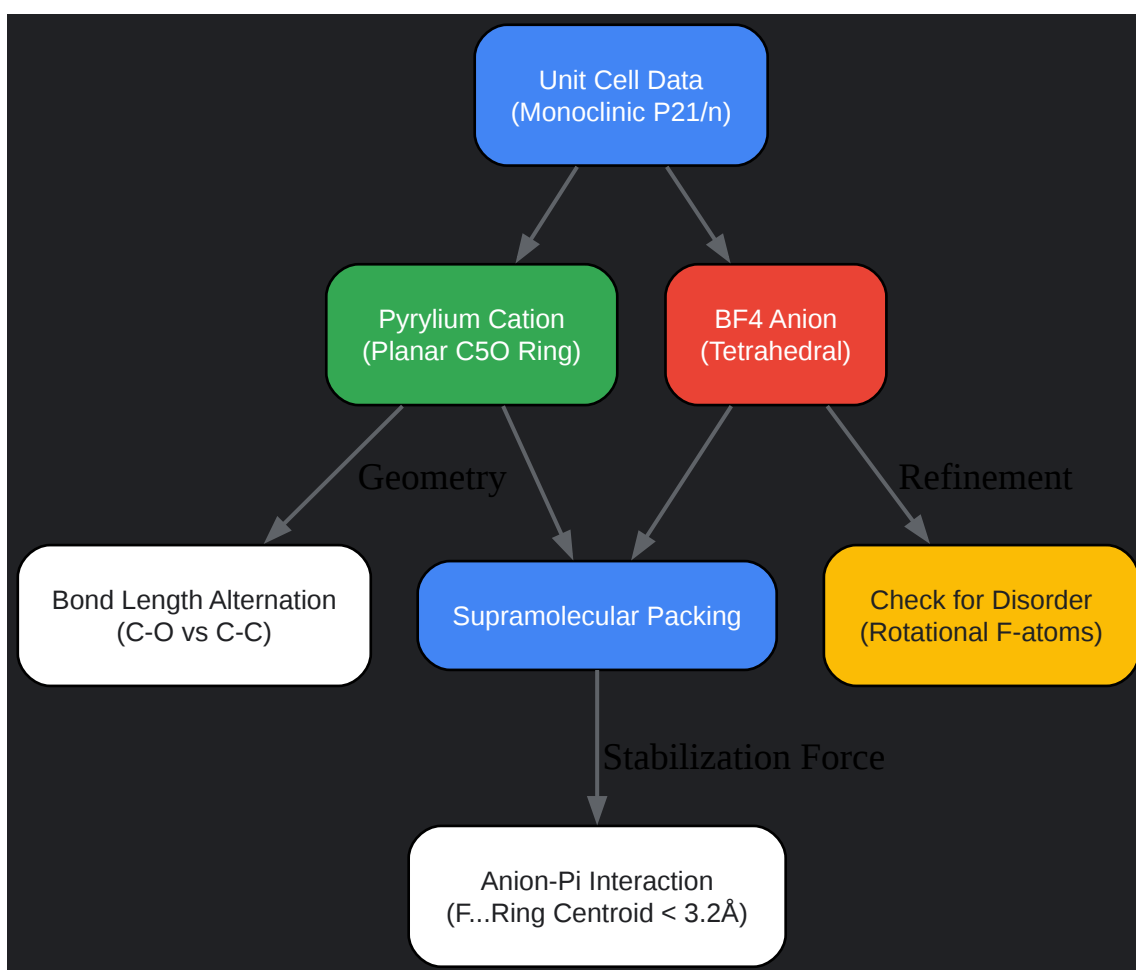 Unit Cell Data
(Monoclinic P21/n)
Pyrylium Cation
(Planar C5O Ring)
BF4 Anion
(Tetrahedral)
Geometry
Refinement
Bond Length Alternation
(C-O vs C-C)
Supramolecular Packing
Check for Disorder
(Rotational F-atoms)
Stabilization Force
Anion-Pi Interaction
(F...Ring Centroid < 3.2Å)